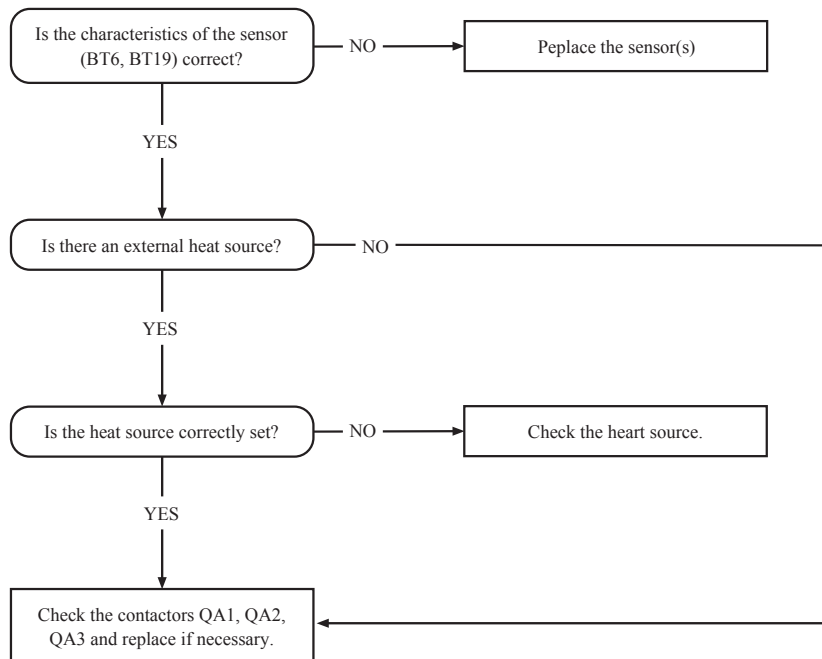 Is the characteristics of the sensor
(BT6, BT19) correct?
NO
Peplace the sensor(s)
YES
Is there an external heat source?
NO
YES
Is the heat source correctly set?
NO
Check the heart source.
YES
Check the contactors QA1, QA2,
QA3 and replace if necessary.